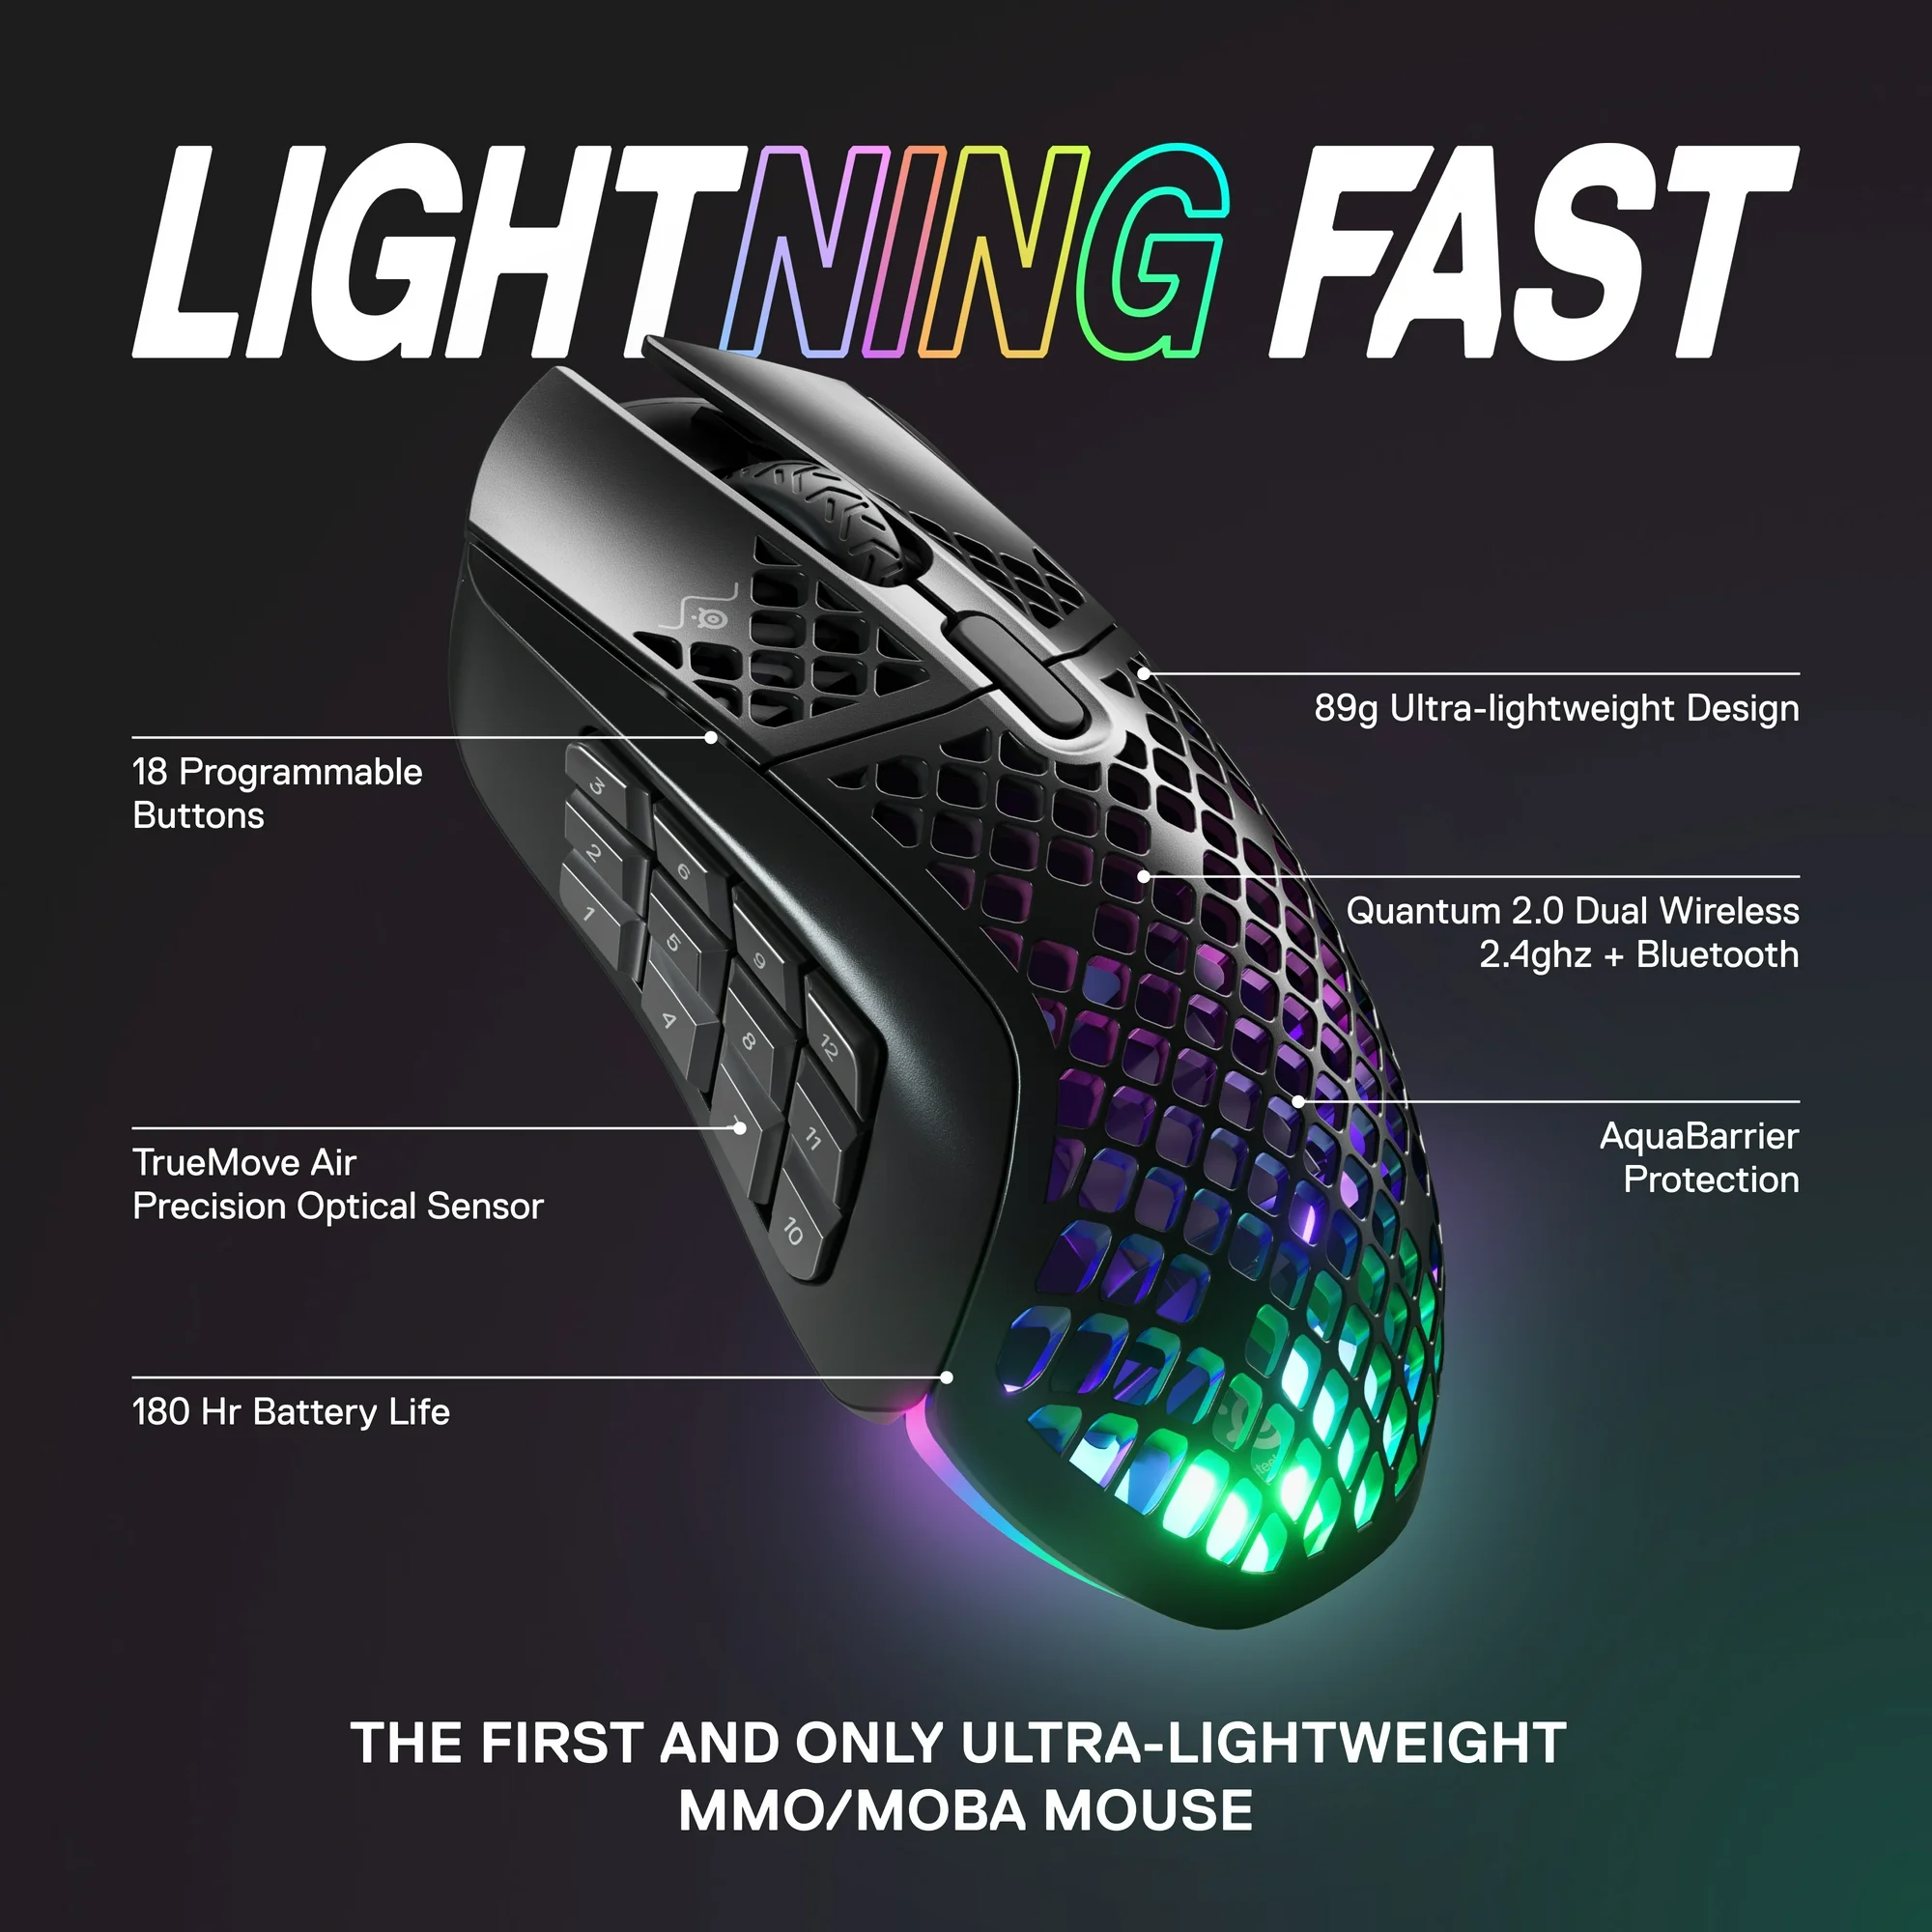 LIGHTNING FAST
89g Ultra-lightweight Design
18 Programmable
Buttons
3
2
1
6
5
4
9
8
7
12
11
10
Quantum 2.0 Dual Wireless
2.4ghz + Bluetooth
AquaBarrier
Protection
TrueMove Air
Precision Optical Sensor
180 Hr Battery Life
THE FIRST AND ONLY ULTRA-LIGHTWEIGHT
MMO/MOBA MOUSE